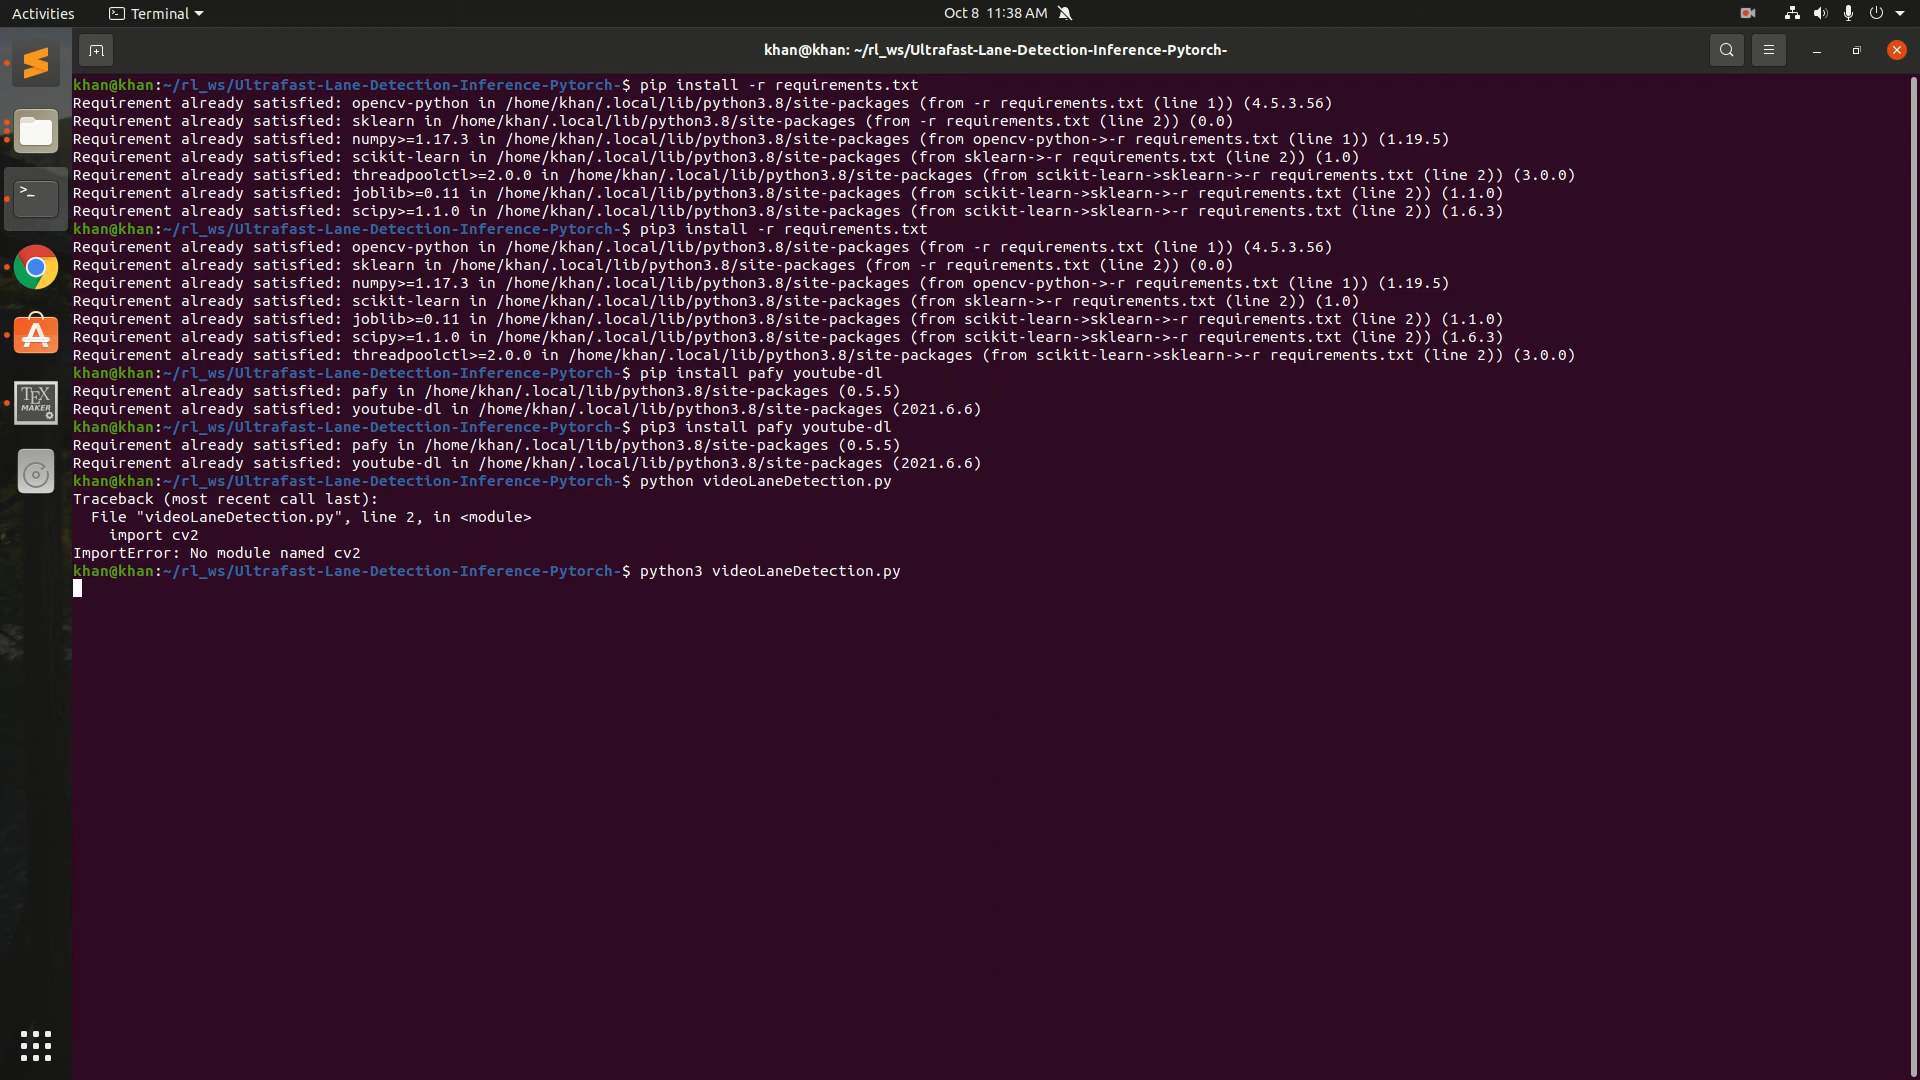 Activities
Terminal
Oct 8 11:38 AM
khan@khan: ~/rl_ws/Ultrafast-Lane-Detection-Inference-Pytorch-
khan@khan:~/rl_ws/Ultrafast-Lane-Detection-Inference-Pytorch-$ pip install -r requirements.txt
Requirement already satisfied: opencv-python in /home/khan/.local/lib/python3.8/site-packages (from -r requirements.txt (line 1)) (4.5.3.56)
Requirement already satisfied: sklearn in /home/khan/.local/lib/python3.8/site-packages (from -r requirements.txt (line 2)) (0.0)
Requirement already satisfied: numpy>=1.17.3 in /home/khan/.local/lib/python3.8/site-packages (from opencv-python->-r requirements.txt (line 1)) (1.19.5)
Requirement already satisfied: scikit-learn in /home/khan/.local/lib/python3.8/site-packages (from sklearn->-r requirements.txt (line 2)) (1.0)
Requirement already satisfied: threadpoolctl>=2.0.0 in /home/khan/.local/lib/python3.8/site-packages (from scikit-learn->sklearn->-r requirements.txt (line 2)) (3.0.0)
Requirement already satisfied: joblib>=0.11 in /home/khan/.local/lib/python3.8/site-packages (from scikit-learn->sklearn->-r requirements.txt (line 2)) (1.1.0)
Requirement already satisfied: scipy>=1.1.0 in /home/khan/.local/lib/python3.8/site-packages (from scikit-learn->sklearn->-r requirements.txt (line 2)) (1.6.3)
khan@khan:~/rl_ws/Ultrafast-Lane-Detection-Inference-Pytorch-$ pip3 install -r requirements.txt
Requirement already satisfied: opencv-python in /home/khan/.local/lib/python3.8/site-packages (from -r requirements.txt (line 1)) (4.5.3.56)
Requirement already satisfied: sklearn in /home/khan/.local/lib/python3.8/site-packages (from -r requirements.txt (line 2)) (0.0)
Requirement already satisfied: numpy>=1.17.3 in /home/khan/.local/lib/python3.8/site-packages (from opencv-python->-r requirements.txt (line 1)) (1.19.5)
Requirement already satisfied: scikit-learn in /home/khan/.local/lib/python3.8/site-packages (from sklearn->-r requirements.txt (line 2)) (1.0)
Requirement already satisfied: joblib>=0.11 in /home/khan/.local/lib/python3.8/site-packages (from scikit-learn->sklearn->-r requirements.txt (line 2)) (1.1.0)
Requirement already satisfied: scipy>=1.1.0 in /home/khan/.local/lib/python3.8/site-packages (from scikit-learn->sklearn->-r requirements.txt (line 2)) (1.6.3)
Requirement already satisfied: threadpoolctl>=2.0.0 in /home/khan/.local/lib/python3.8/site-packages (from scikit-learn->sklearn->-r requirements.txt (line 2)) (3.0.0)
khan@khan:~/rl_ws/Ultrafast-Lane-Detection-Inference-Pytorch-$ pip install pafy youtube-dl
Requirement already satisfied: pafy in /home/khan/.local/lib/python3.8/site-packages (0.5.5)
Requirement already satisfied: youtube-dl in /home/khan/.local/lib/python3.8/site-packages (2021.6.6)
khan@khan:~/rl_ws/Ultrafast-Lane-Detection-Inference-Pytorch-$ pip3 install pafy youtube-dl
Requirement already satisfied: pafy in /home/khan/.local/lib/python3.8/site-packages (0.5.5)
Requirement already satisfied: youtube-dl in /home/khan/.local/lib/python3.8/site-packages (2021.6.6)
khan@khan:~/rl_ws/Ultrafast-Lane-Detection-Inference-Pytorch-$ python videoLaneDetection.py
Traceback (most recent call last):
  File "videoLaneDetection.py", line 2, in <module>
    import cv2
ImportError: No module named cv2
khan@khan:~/rl_ws/Ultrafast-Lane-Detection-Inference-Pytorch-$ python3 videoLaneDetection.py
TEX
MAKER